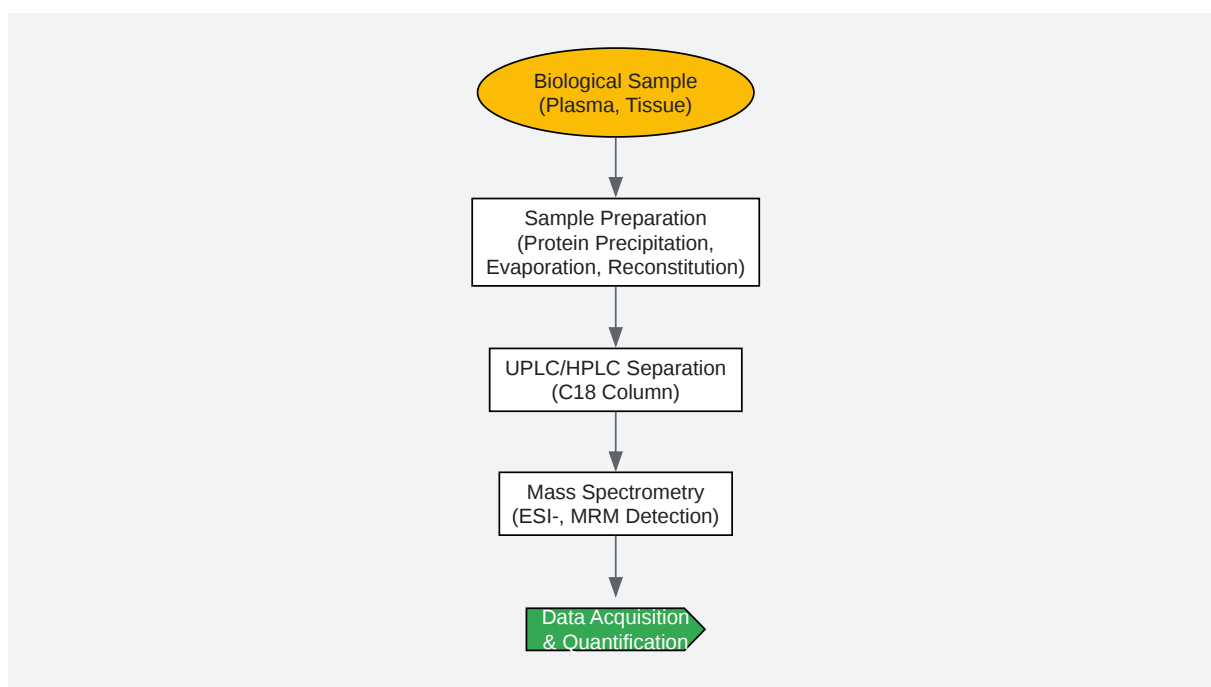 Biological Sample
(Plasma, Tissue)
Sample Preparation
(Protein Precipitation,
Evaporation, Reconstitution)
UPLC/HPLC Separation
(C18 Column)
Mass Spectrometry
(ESI-, MRM Detection)
Data Acquisition
& Quantification